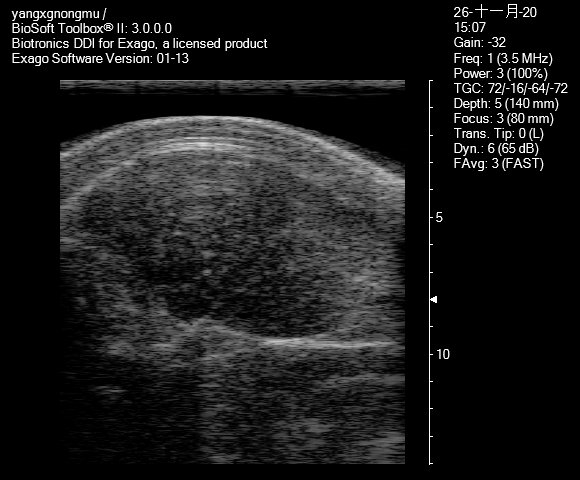 yangxgnongmu /
BioSoft Toolbox® II: 3.0.0.0
Biotronics DDI for Exago, a licensed product
Exago Software Version: 01-13
26-十一月-20
15:07
Gain: -32
Freq: 1 (3.5 MHz)
Power: 3 (100%)
TGC: 72/-16/-64/-72
Depth: 5 (140 mm)
Focus: 3 (80 mm)
Trans. Tip: 0 (L)
Dyn.: 6 (65 dB)
FAvg: 3 (FAST)
5
10